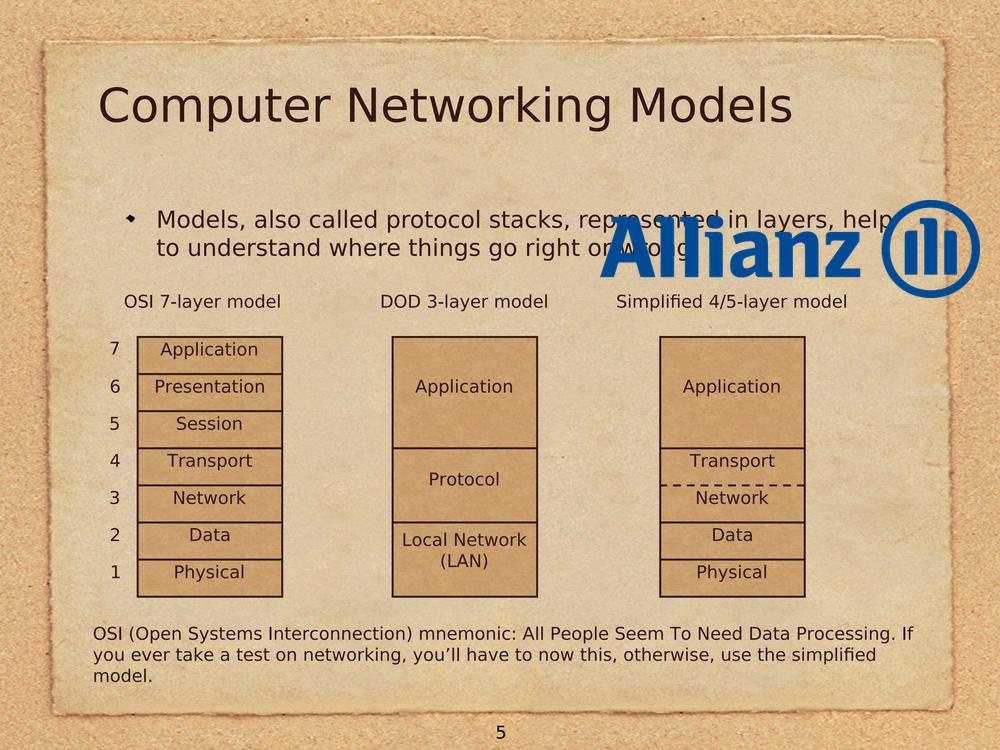 Computer Networking Models
Models, also called protocol stacks, represented in layers, help
to understand where things go right or wrong.
Allianz
OSI 7-layer model
DOD 3-layer model
Simplified 4/5-layer model
7 Application
6 Presentation
5 Session
4 Transport
3 Network
2 Data
1 Physical
Application
Protocol
Local Network
(LAN)
Application
Transport
Network
Data
Physical
OSI (Open Systems Interconnection) mnemonic: All People Seem To Need Data Processing. If
you ever take a test on networking, you’ll have to now this, otherwise, use the simplified
model.
5